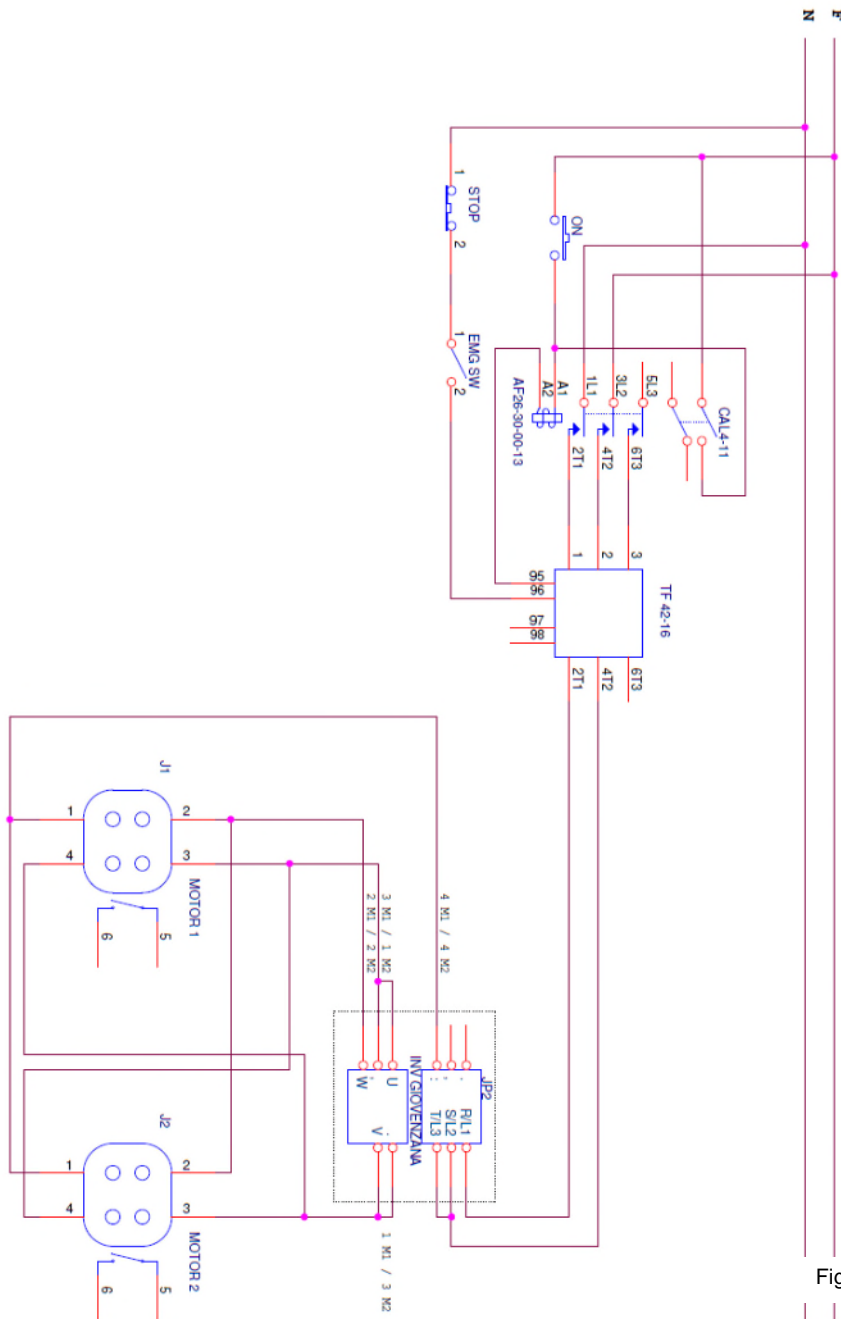 N F
1 STOP 2
ON
1 EMG SW 2
AF26-30-00-13
A2
A1
1L1
3L2
5L3
CAL4-11
2T1
4T2
6T3
1
2
3
TF 42-16
95
96
97
98
2T1
4T2
6T3
J1
1
2
4
3
MOTOR 1
6
5
2 M1 / 2 M2
3 M1 / 1 M2
4 M1 / 4 M2
JP2
INV GIOVENZANA
R/L1
S/L2
T/L3
U
W
V
J2
1
2
4
3
MOTOR 2
6
5
1 M1 / 3 M2
Fig